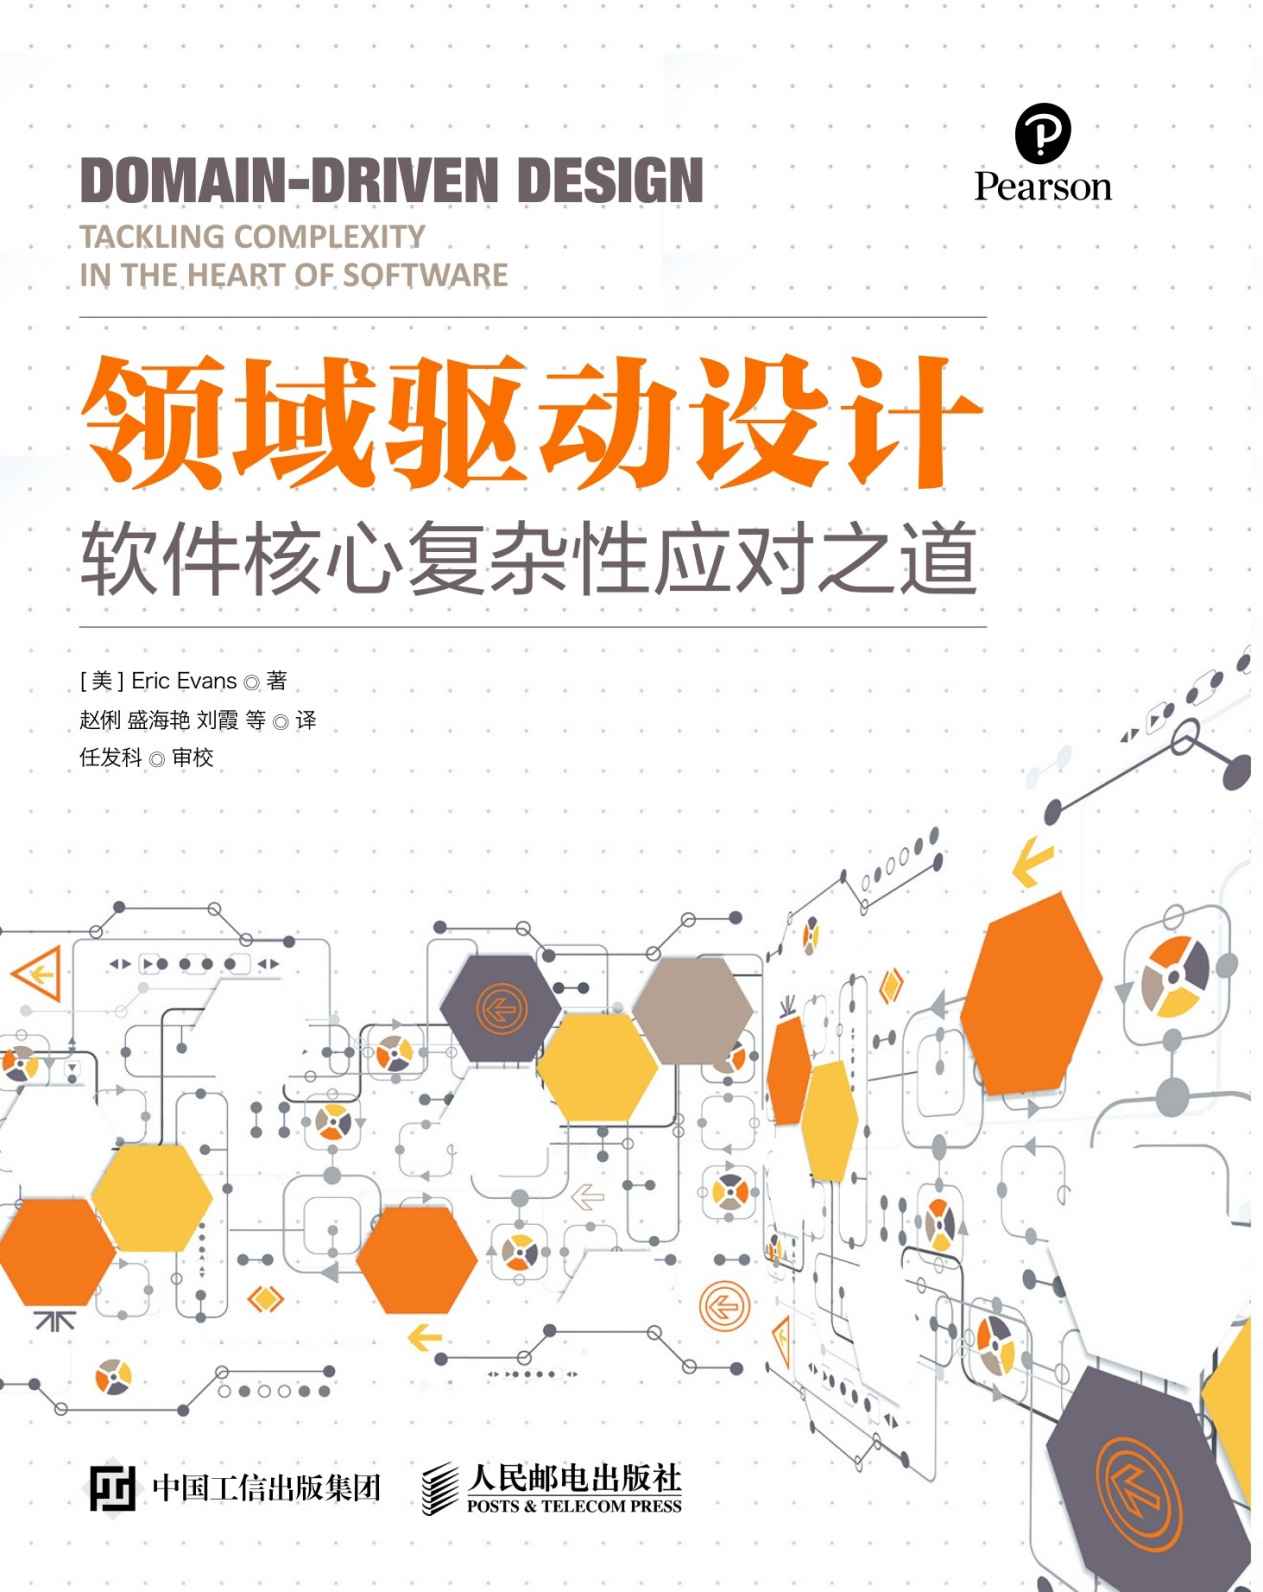 DOMAIN-DRIVEN DESIGN
Pearson
TACKLING COMPLEXITY
IN THE HEART OF SOFTWARE
领域驱动设计
软件核心复杂性应对之道
[ 美 ] Eric Evans ◎ 著
赵俐 盛海艳 刘霞 等 ◎ 译
任发科 ◎ 审校
中国工信出版集团
人民邮电出版社
POSTS & TELECOM PRESS